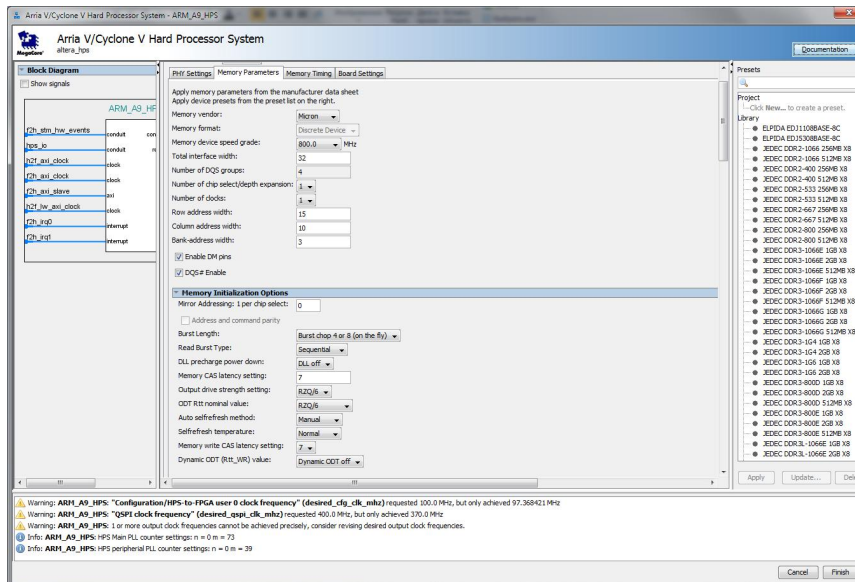 Arria V/Cyclone V Hard Processor System - ARM_A9_HPS
Arria V/Cyclone V Hard Processor System
altera_hps
MegaCore
Documentation
Block Diagram
Show signals
ARM_A9_HP
f2h_stm_hw_events
conduit
con
hps_io
conduit
h2f_axi_clock
clock
f2h_axi_clock
clock
f2h_axi_slave
axi
h2f_lw_axi_clock
clock
f2h_irq0
interrupt
f2h_irq1
interrupt
PHY Settings Memory Parameters Memory Timing Board Settings
Apply memory parameters from the manufacturer data sheet
Apply device presets from the preset list on the right.
Memory vendor: Micron
Memory format: Discrete Device
Memory device speed grade: 800.0 MHz
Total interface width: 32
Number of DQS groups: 4
Number of chip select/depth expansion: 1
Number of clocks: 1
Row address width: 15
Column address width: 10
Bank-address width: 3
Enable DM pins
DQS# Enable
Memory Initialization Options
Mirror Addressing: 1 per chip select: 0
Address and command parity
Burst Length: Burst chop 4 or 8 (on the fly)
Read Burst Type: Sequential
DLL precharge power down: DLL off
Memory CAS latency setting: 7
Output drive strength setting: RZQ/6
ODT Rtt nominal value: RZQ/6
Auto selfrefresh method: Manual
Selfrefresh temperature: Normal
Memory write CAS latency setting: 7
Dynamic ODT (Rtt_WR) value: Dynamic ODT off
Presets
Project
Click New... to create a preset.
Library
ELPIDA EDJ1108BASE-8C
ELPIDA EDJ5308BASE-8C
JEDEC DDR2-1066 256MB X8
JEDEC DDR2-1066 512MB X8
JEDEC DDR2-400 256MB X8
JEDEC DDR2-400 512MB X8
JEDEC DDR2-533 256MB X8
JEDEC DDR2-533 512MB X8
JEDEC DDR2-667 256MB X8
JEDEC DDR2-667 512MB X8
JEDEC DDR2-800 256MB X8
JEDEC DDR2-800 512MB X8
JEDEC DDR3-1066E 1GB X8
JEDEC DDR3-1066E 2GB X8
JEDEC DDR3-1066E 512MB X8
JEDEC DDR3-1066F 1GB X8
JEDEC DDR3-1066F 2GB X8
JEDEC DDR3-1066F 512MB X8
JEDEC DDR3-1066G 1GB X8
JEDEC DDR3-1066G 2GB X8
JEDEC DDR3-1066G 512MB X8
JEDEC DDR3-1G4 1GB X8
JEDEC DDR3-1G4 2GB X8
JEDEC DDR3-1G6 1GB X8
JEDEC DDR3-1G6 2GB X8
JEDEC DDR3-800D 1GB X8
JEDEC DDR3-800D 2GB X8
JEDEC DDR3-800D 512MB X8
JEDEC DDR3-800E 1GB X8
JEDEC DDR3-800E 2GB X8
JEDEC DDR3-800E 512MB X8
JEDEC DDR3L-1066E 1GB X8
JEDEC DDR3L-1066E 2GB X8
Apply Update... Del
Warning: ARM_A9_HPS: "Configuration/HPS-to-FPGA user 0 clock frequency" (desired_cfg_clk_mhz) requested 100.0 MHz, but only achieved 97.368421 MHz
Warning: ARM_A9_HPS: "QSPI clock frequency" (desired_qspi_clk_mhz) requested 400.0 MHz, but only achieved 370.0 MHz
Warning: ARM_A9_HPS: 1 or more output clock frequencies cannot be achieved precisely, consider revising desired output clock frequencies.
Info: ARM_A9_HPS: HPS Main PLL counter settings: n = 0 m = 73
Info: ARM_A9_HPS: HPS peripherial PLL counter settings: n = 0 m = 39
Cancel Finish